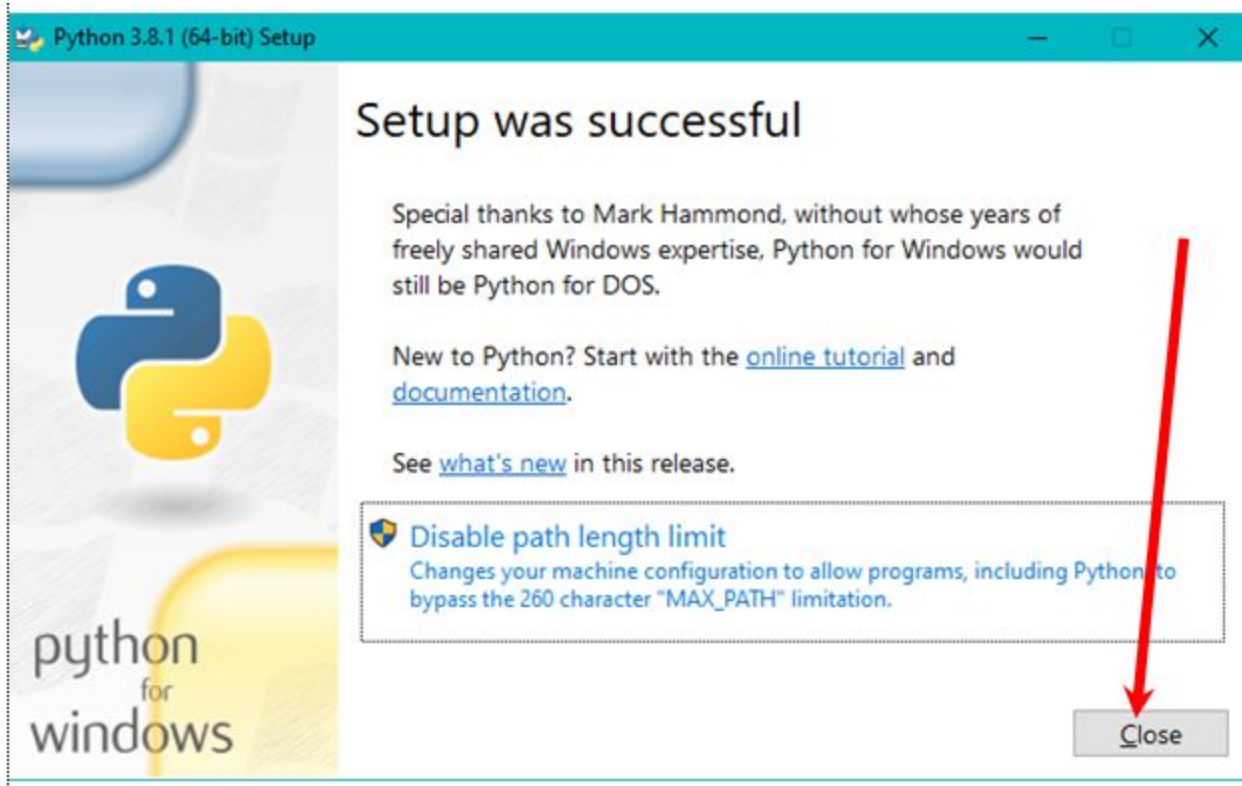 Python 3.8.1 (64-bit) Setup
Setup was successful
Special thanks to Mark Hammond, without whose years of
freely shared Windows expertise, Python for Windows would
still be Python for DOS.
New to Python? Start with the online tutorial and
documentation.
See what's new in this release.
Disable path length limit
Changes your machine configuration to allow programs, including Python, to
bypass the 260 character "MAX_PATH" limitation.
python
for
windows
Close